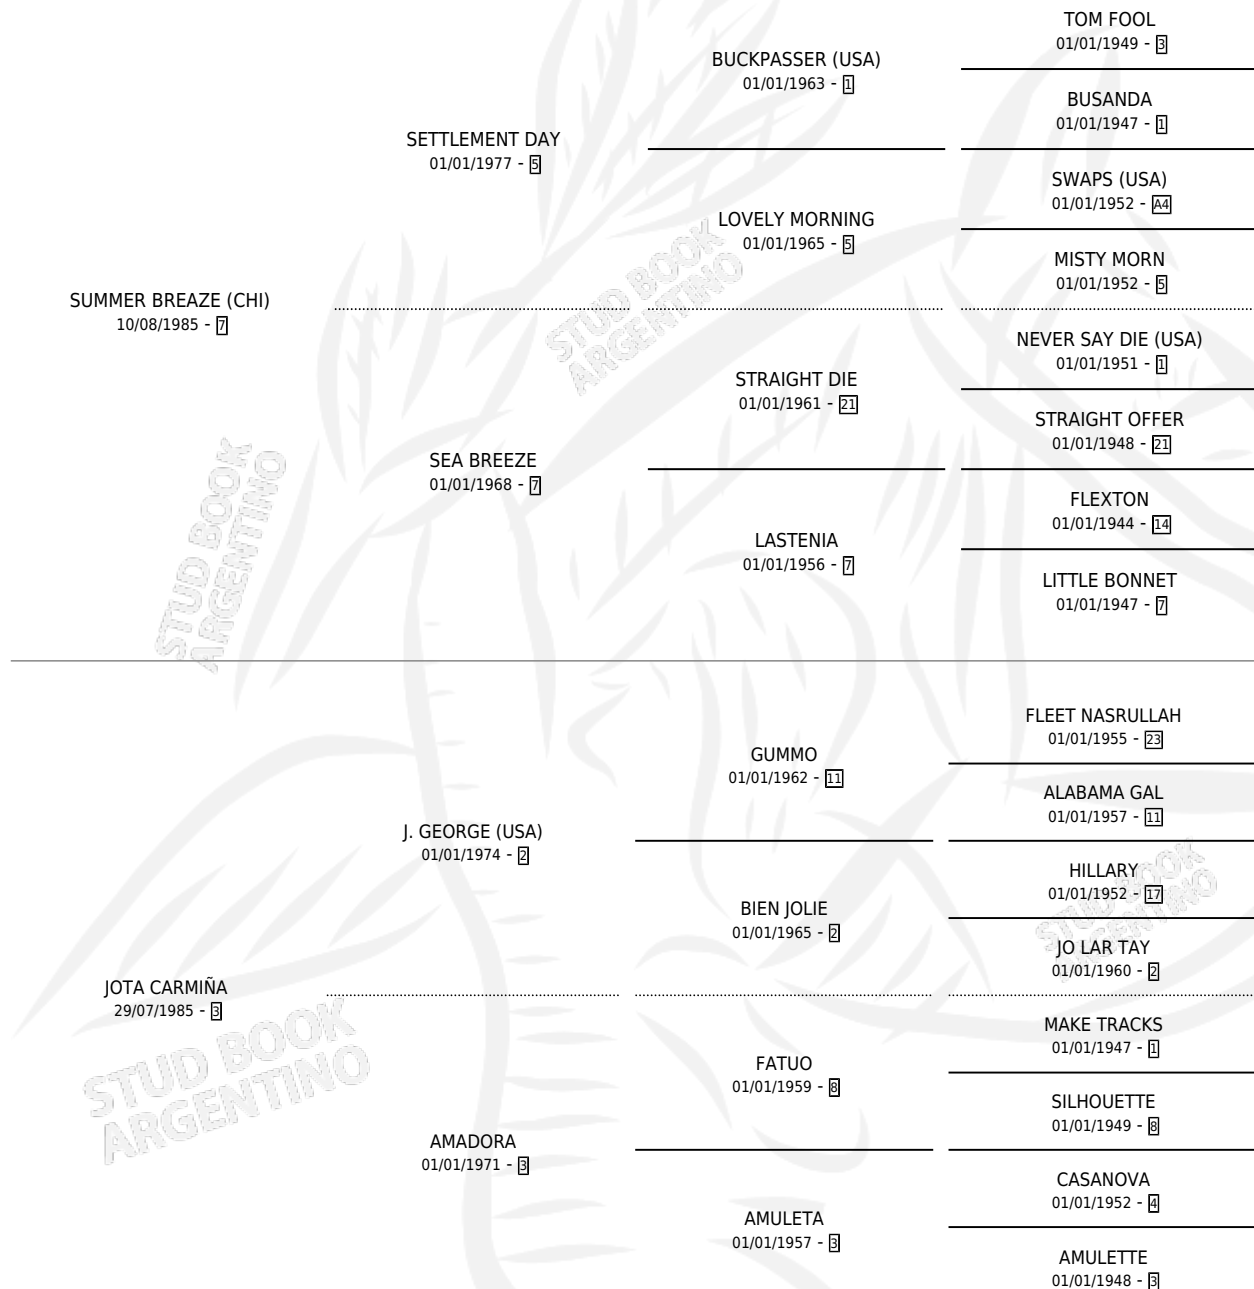 SUMMER BREAZE (CHI)
10/08/1985 - 7
SETTLEMENT DAY
01/01/1977 - 5
SEA BREEZE
01/01/1968 - 7
BUCKPASSER (USA)
01/01/1963 - 1
LOVELY MORNING
01/01/1965 - 5
STRAIGHT DIE
01/01/1961 - 21
LASTENIA
01/01/1956 - 7
TOM FOOL
01/01/1949 - 3
BUSANDA
01/01/1947 - 1
SWAPS (USA)
01/01/1952 - A4
MISTY MORN
01/01/1952 - 5
NEVER SAY DIE (USA)
01/01/1951 - 1
STRAIGHT OFFER
01/01/1948 - 21
FLEXTON
01/01/1944 - 14
LITTLE BONNET
01/01/1947 - 7
JOTA CARMIÑA
29/07/1985 - 3
J. GEORGE (USA)
01/01/1974 - 2
AMADORA
01/01/1971 - 3
GUMMO
01/01/1962 - 11
BIEN JOLIE
01/01/1965 - 2
FATUO
01/01/1959 - 8
AMULETA
01/01/1957 - 3
FLEET NASRULLAH
01/01/1955 - 23
ALABAMA GAL
01/01/1957 - 11
HILLARY
01/01/1952 - 17
JO LAR TAY
01/01/1960 - 2
MAKE TRACKS
01/01/1947 - 1
SILHOUETTE
01/01/1949 - 8
CASANOVA
01/01/1952 - 4
AMULETTE
01/01/1948 - 3
STUD BOOK
ARGENTINO
STUD BOOK
ARGENTINO
STUD BOOK
ARGENTINO
STUD BOOK
ARGENTINO